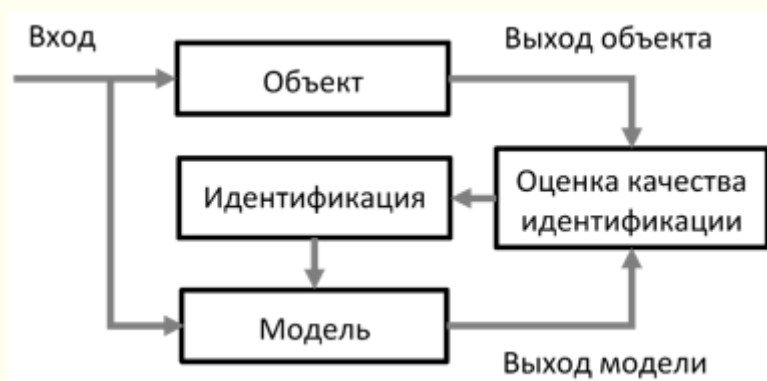 Вход
Выход объекта
Объект
Идентификация
Оценка качества
идентификации
Модель
Выход модели